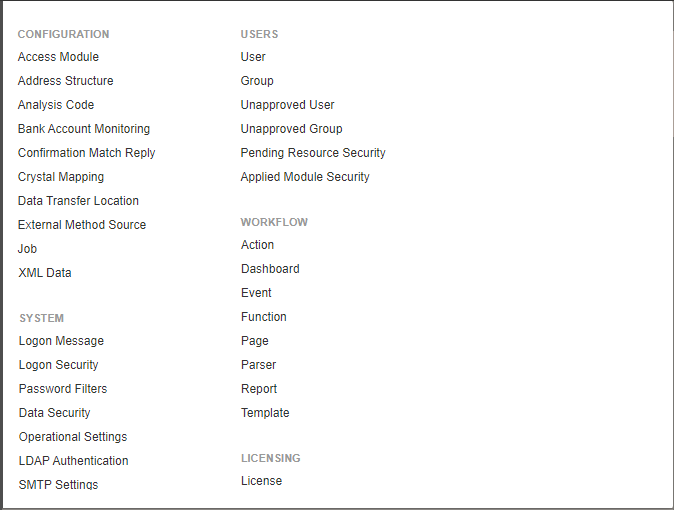 CONFIGURATION
Access Module
Address Structure
Analysis Code
Bank Account Monitoring
Confirmation Match Reply
Crystal Mapping
Data Transfer Location
External Method Source
Job
XML Data
SYSTEM
Logon Message
Logon Security
Password Filters
Data Security
Operational Settings
LDAP Authentication
SMTP Settings
USERS
User
Group
Unapproved User
Unapproved Group
Pending Resource Security
Applied Module Security
WORKFLOW
Action
Dashboard
Event
Function
Page
Parser
Report
Template
LICENSING
License